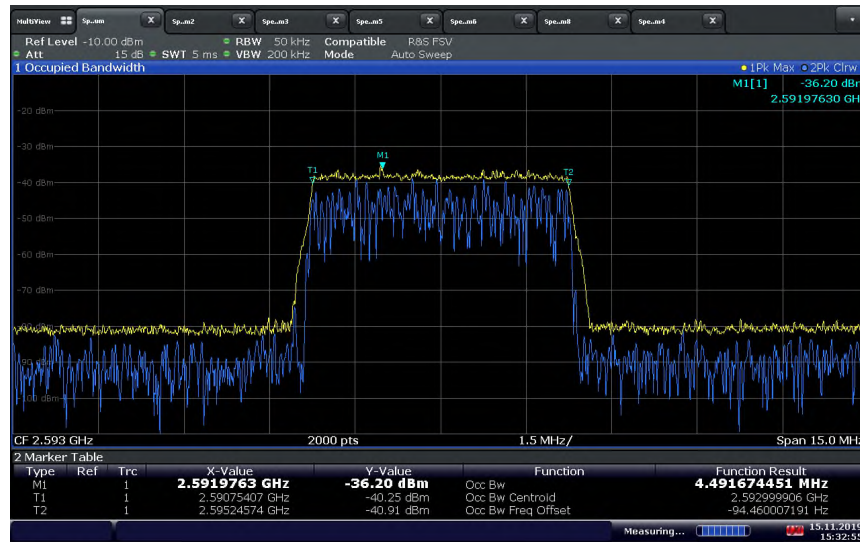 MultiView Sp..um X Sp..m2 X Spe..m3 X Spe..m5 X Spe..m6 X Spe..m8 X Spe..m4 X
Ref Level -10.00 dBm RBW 50 kHz Compatible R&S FSV
Att 15 dB SWT 5 ms VBW 200 kHz Mode Auto Sweep
1 Occupied Bandwidth 1Pk Max 2Pk Clrw
M1[1] -36.20 dBm
2.59197630 GH
-20 dBm
-30 dBm
M1
T1 T2
-40 dBm
-50 dBm
-60 dBm
-70 dBm
CF 2.593 GHz 2000 pts 1.5 MHz/ Span 15.0 MHz
2 Marker Table
Type Ref Trc X-Value Y-Value Function Function Result
M1 1 2.5919763 GHz -36.20 dBm Occ Bw 4.491674451 MHz
T1 1 2.59075407 GHz -40.25 dBm Occ Bw Centroid 2.592999906 GHz
T2 1 2.59524574 GHz -40.91 dBm Occ Bw Freq Offset -94.460007191 Hz
Measuring... 15.11.2019
15:32:55